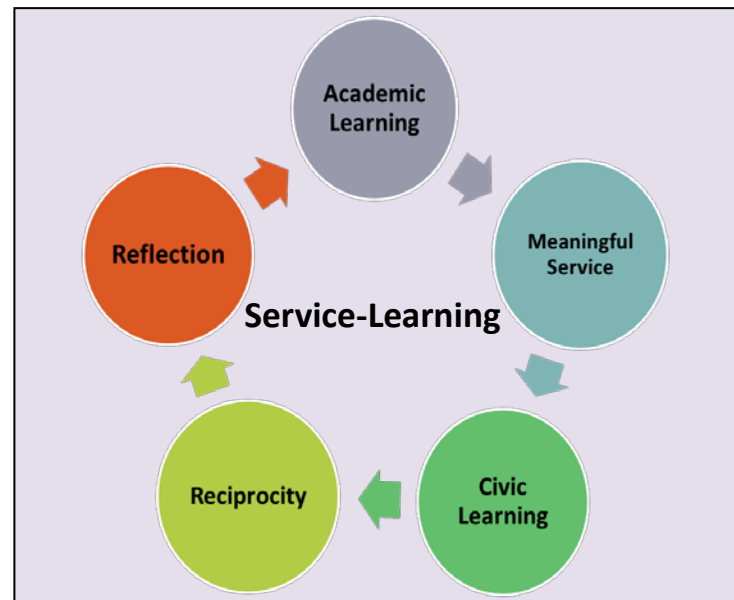 Academic
Learning
Meaningful
Service
Civic
Learning
Reciprocity
Reflection
Service-Learning